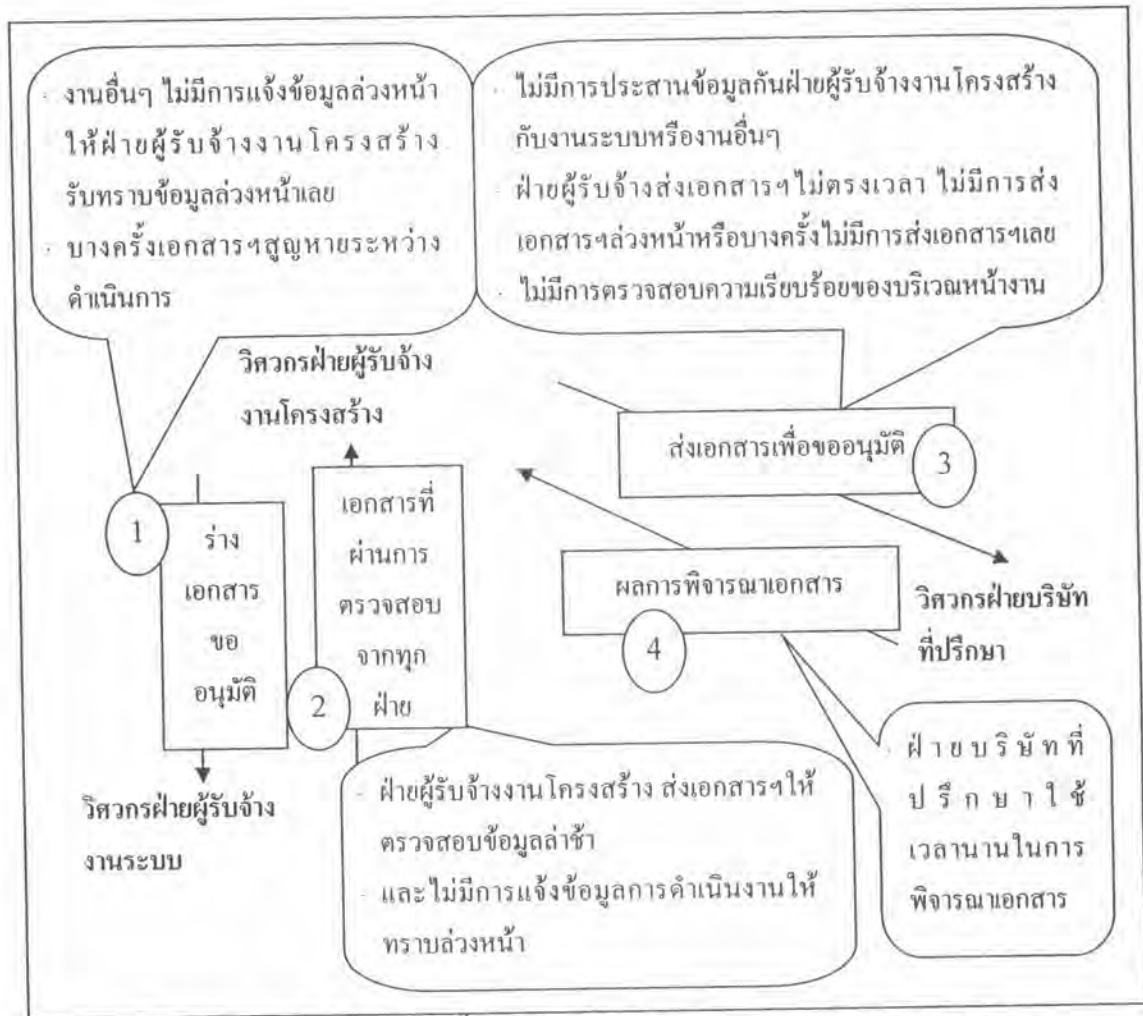 · งานอื่นๆ ไม่มีการแจ้งข้อมูลล่วงหน้า
ให้ฝ่ายผู้รับจ้างงานโครงสร้าง
รับทราบข้อมูลล่วงหน้าเลย
· บางครั้งเอกสารฯสูญหายระหว่าง
ดำเนินการ
· ไม่มีการประสานข้อมูลกันฝ่ายผู้รับจ้างงานโครงสร้าง
กับงานระบบหรืองานอื่นๆ
· ฝ่ายผู้รับจ้างส่งเอกสารฯไม่ตรงเวลา ไม่มีการส่ง
เอกสารฯล่วงหน้าหรือบางครั้งไม่มีการส่งเอกสารฯเลย
· ไม่มีการตรวจสอบความเรียบร้อยของบริเวณหน้างาน
วิศวกรฝ่ายผู้รับจ้าง
งานโครงสร้าง
ส่งเอกสารเพื่อขออนุมัติ
3
1
ร่าง
เอกสาร
ขอ
อนุมัติ
เอกสารที่
ผ่านการ
ตรวจสอบ
จากทุก
ฝ่าย
2
ผลการพิจารณาเอกสาร
4
วิศวกรฝ่ายบริษัท
ที่ปรึกษา
วิศวกรฝ่ายผู้รับจ้าง
งานระบบ
· ฝ่ายผู้รับจ้างงานโครงสร้าง ส่งเอกสารฯให้
ตรวจสอบข้อมูลล่าช้า
· และไม่มีการแจ้งข้อมูลการดำเนินงานให้
ทราบล่วงหน้า
· ฝ่ายบริษัทที่
ปรึกษาใช้
เวลานานในการ
พิจารณาเอกสาร